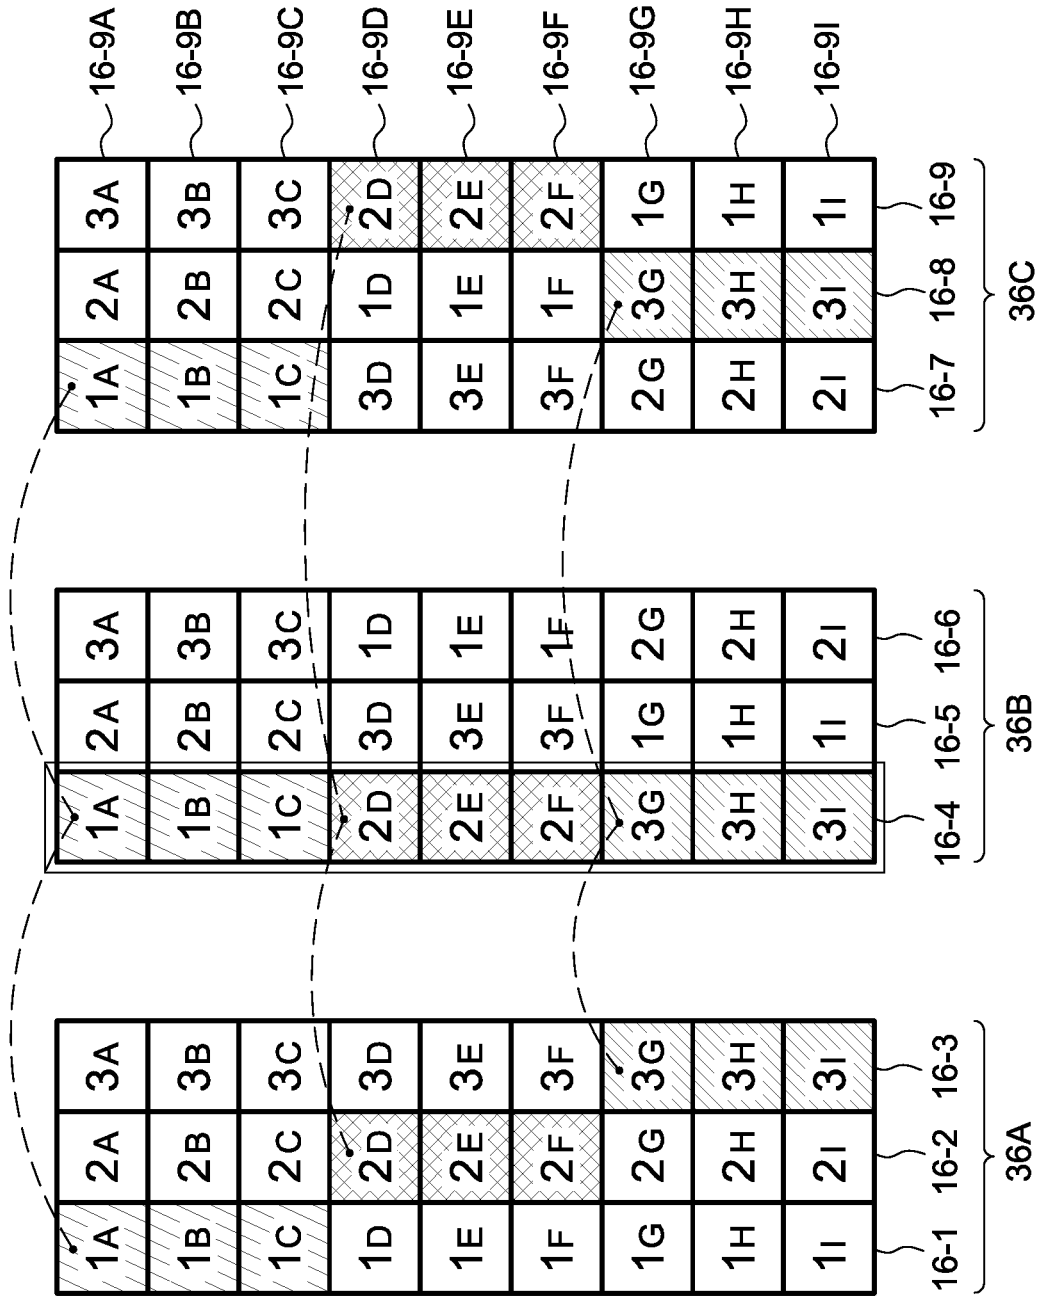 1A 2A 3A 1A 2A 3A 1A 2A 3A 16-9A
1B 2B 3B 1B 2B 3B 1B 2B 3B 16-9B
1C 2C 3C 1C 2C 3C 1C 2C 3C 16-9C
1D 2D 3D 2D 3D 1D 3D 1D 2D 16-9D
1E 2E 3E 2E 3E 1E 3E 1E 2E 16-9E
1F 2F 3F 2F 3F 1F 3F 1F 2F 16-9F
1G 2G 3G 3G 1G 2G 2G 3G 1G 16-9G
1H 2H 3H 3H 1H 2H 2H 3H 1H 16-9H
1I 2I 3I 3I 1I 2I 2I 3I 1I 16-9I
16-1 16-2 16-3 16-4 16-5 16-6 16-7 16-8 16-9
36A 36B 36C